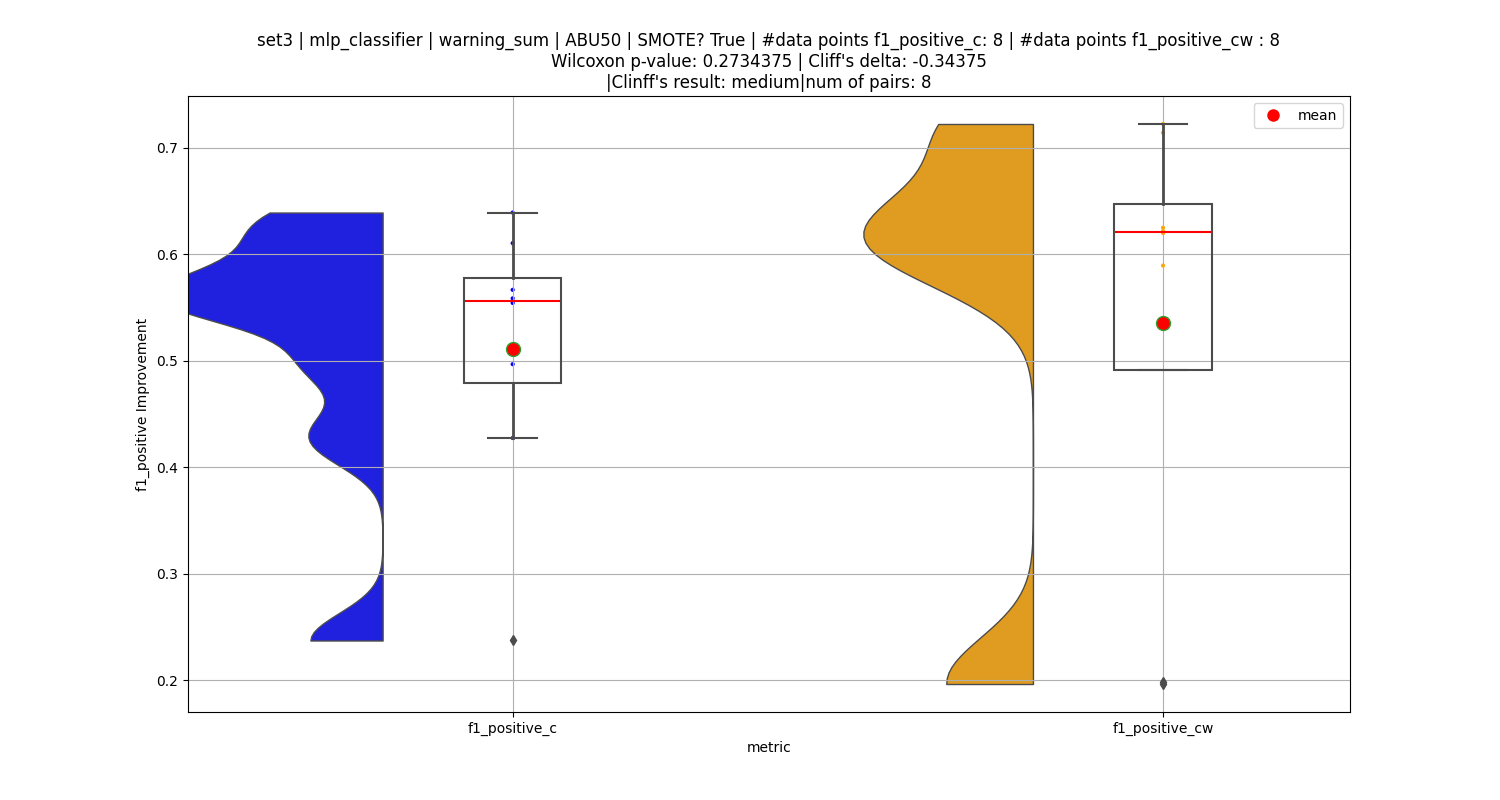 set3 | mlp_classifier | warning_sum | ABU50 | SMOTE? True | #data points f1_positive_c: 8 | #data points f1_positive_cw : 8
Wilcoxon p-value: 0.2734375 | Cliff's delta: -0.34375
|Clinff's result: medium|num of pairs: 8
mean
0.7
0.6
0.5
0.4
0.3
0.2
f1_positive Improvement
f1_positive_c
f1_positive_cw
metric